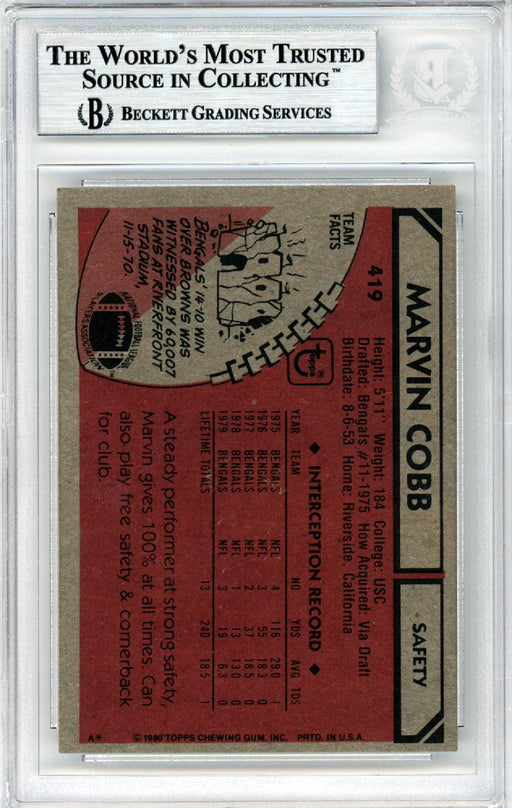 THE WORLD'S MOST TRUSTED
SOURCE IN COLLECTING™
B BECKETT GRADING SERVICES
MARVIN COBB
SAFETY
419
Height: 5'11" Weight: 184 College: USC
Drafted: Bengals #11-1975 How Acquired: Via Draft
Birthdate: 8-6-53 Home: Riverside, California
TEAM
FACTS
BENGALS' 14-10 WIN
OVER BROWNS WAS
WITNESSED BY 60,007
FANS AT RIVERFRONT
STADIUM,
11-15-70.
NATIONAL FOOTBALL LEAGUE
PLAYERS ASSOCIATION
Topps®
◆ INTERCEPTION RECORD ◆
YEAR TEAM NO YDS AVG TDS
1975 BENGALS NFL 4 116 29.0 1
1976 BENGALS NFL 3 55 18.3 0
1977 BENGALS NFL 2 37 18.5 0
1978 BENGALS NFL 1 13 13.0 0
1979 BENGALS NFL 3 19 6.3 0
LIFETIME TOTALS 13 240 18.5 1
A steady performer at strong safety,
Marvin gives 100% at all times. Can
also play free safety & cornerback
for club.
A* © 1980 TOPPS CHEWING GUM, INC. PRTD. IN U.S.A.